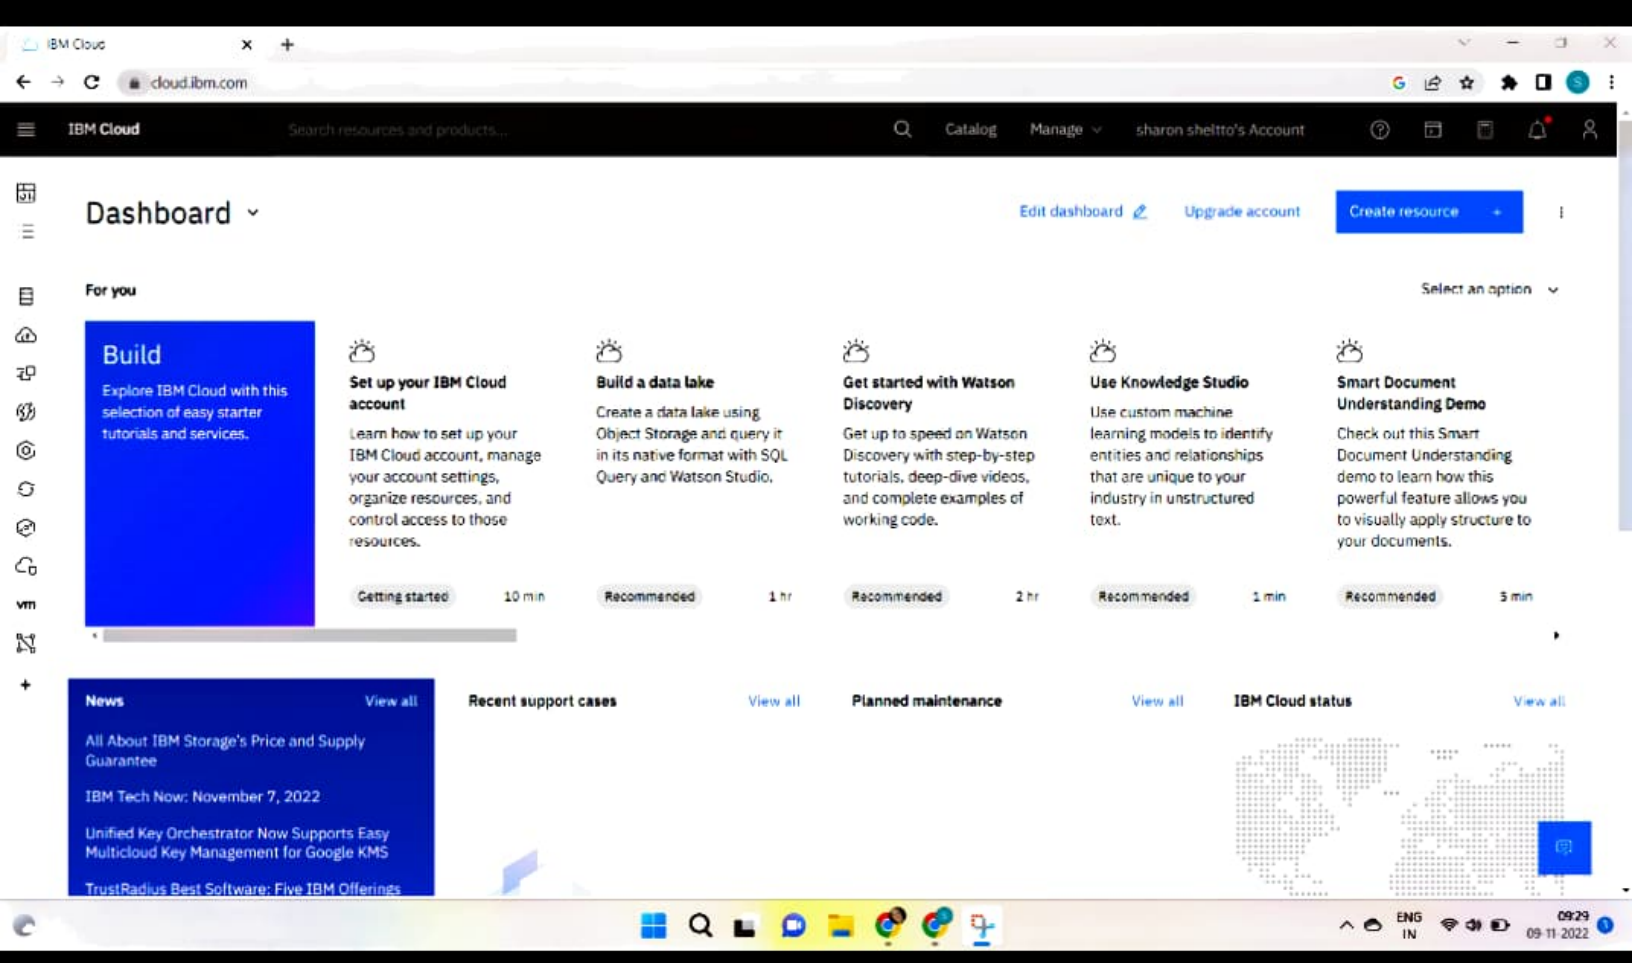 IBM Cloud
cloud.ibm.com
IBM Cloud
Search resources and products...
Catalog
Manage
sharon sheltto's Account
Dashboard
Edit dashboard
Upgrade account
Create resource +
For you
Select an option
Build
Explore IBM Cloud with this
selection of easy starter
tutorials and services.
Set up your IBM Cloud
account
Learn how to set up your
IBM Cloud account, manage
your account settings,
organize resources, and
control access to those
resources.
Getting started
10 min
Build a data lake
Create a data lake using
Object Storage and query it
in its native format with SQL
Query and Watson Studio.
Recommended
1 hr
Get started with Watson
Discovery
Get up to speed on Watson
Discovery with step-by-step
tutorials, deep-dive videos,
and complete examples of
working code.
Recommended
2 hr
Use Knowledge Studio
Use custom machine
learning models to identify
entities and relationships
that are unique to your
industry in unstructured
text.
Recommended
1 min
Smart Document
Understanding Demo
Check out this Smart
Document Understanding
demo to learn how this
powerful feature allows you
to visually apply structure to
your documents.
Recommended
5 min
vm
News
View all
All About IBM Storage's Price and Supply
Guarantee
IBM Tech Now: November 7, 2022
Unified Key Orchestrator Now Supports Easy
Multicloud Key Management for Google KMS
TrustRadius Best Software: Five IBM Offerings
Recent support cases
View all
Planned maintenance
View all
IBM Cloud status
View all
ENG
IN
09:29
09-11-2022